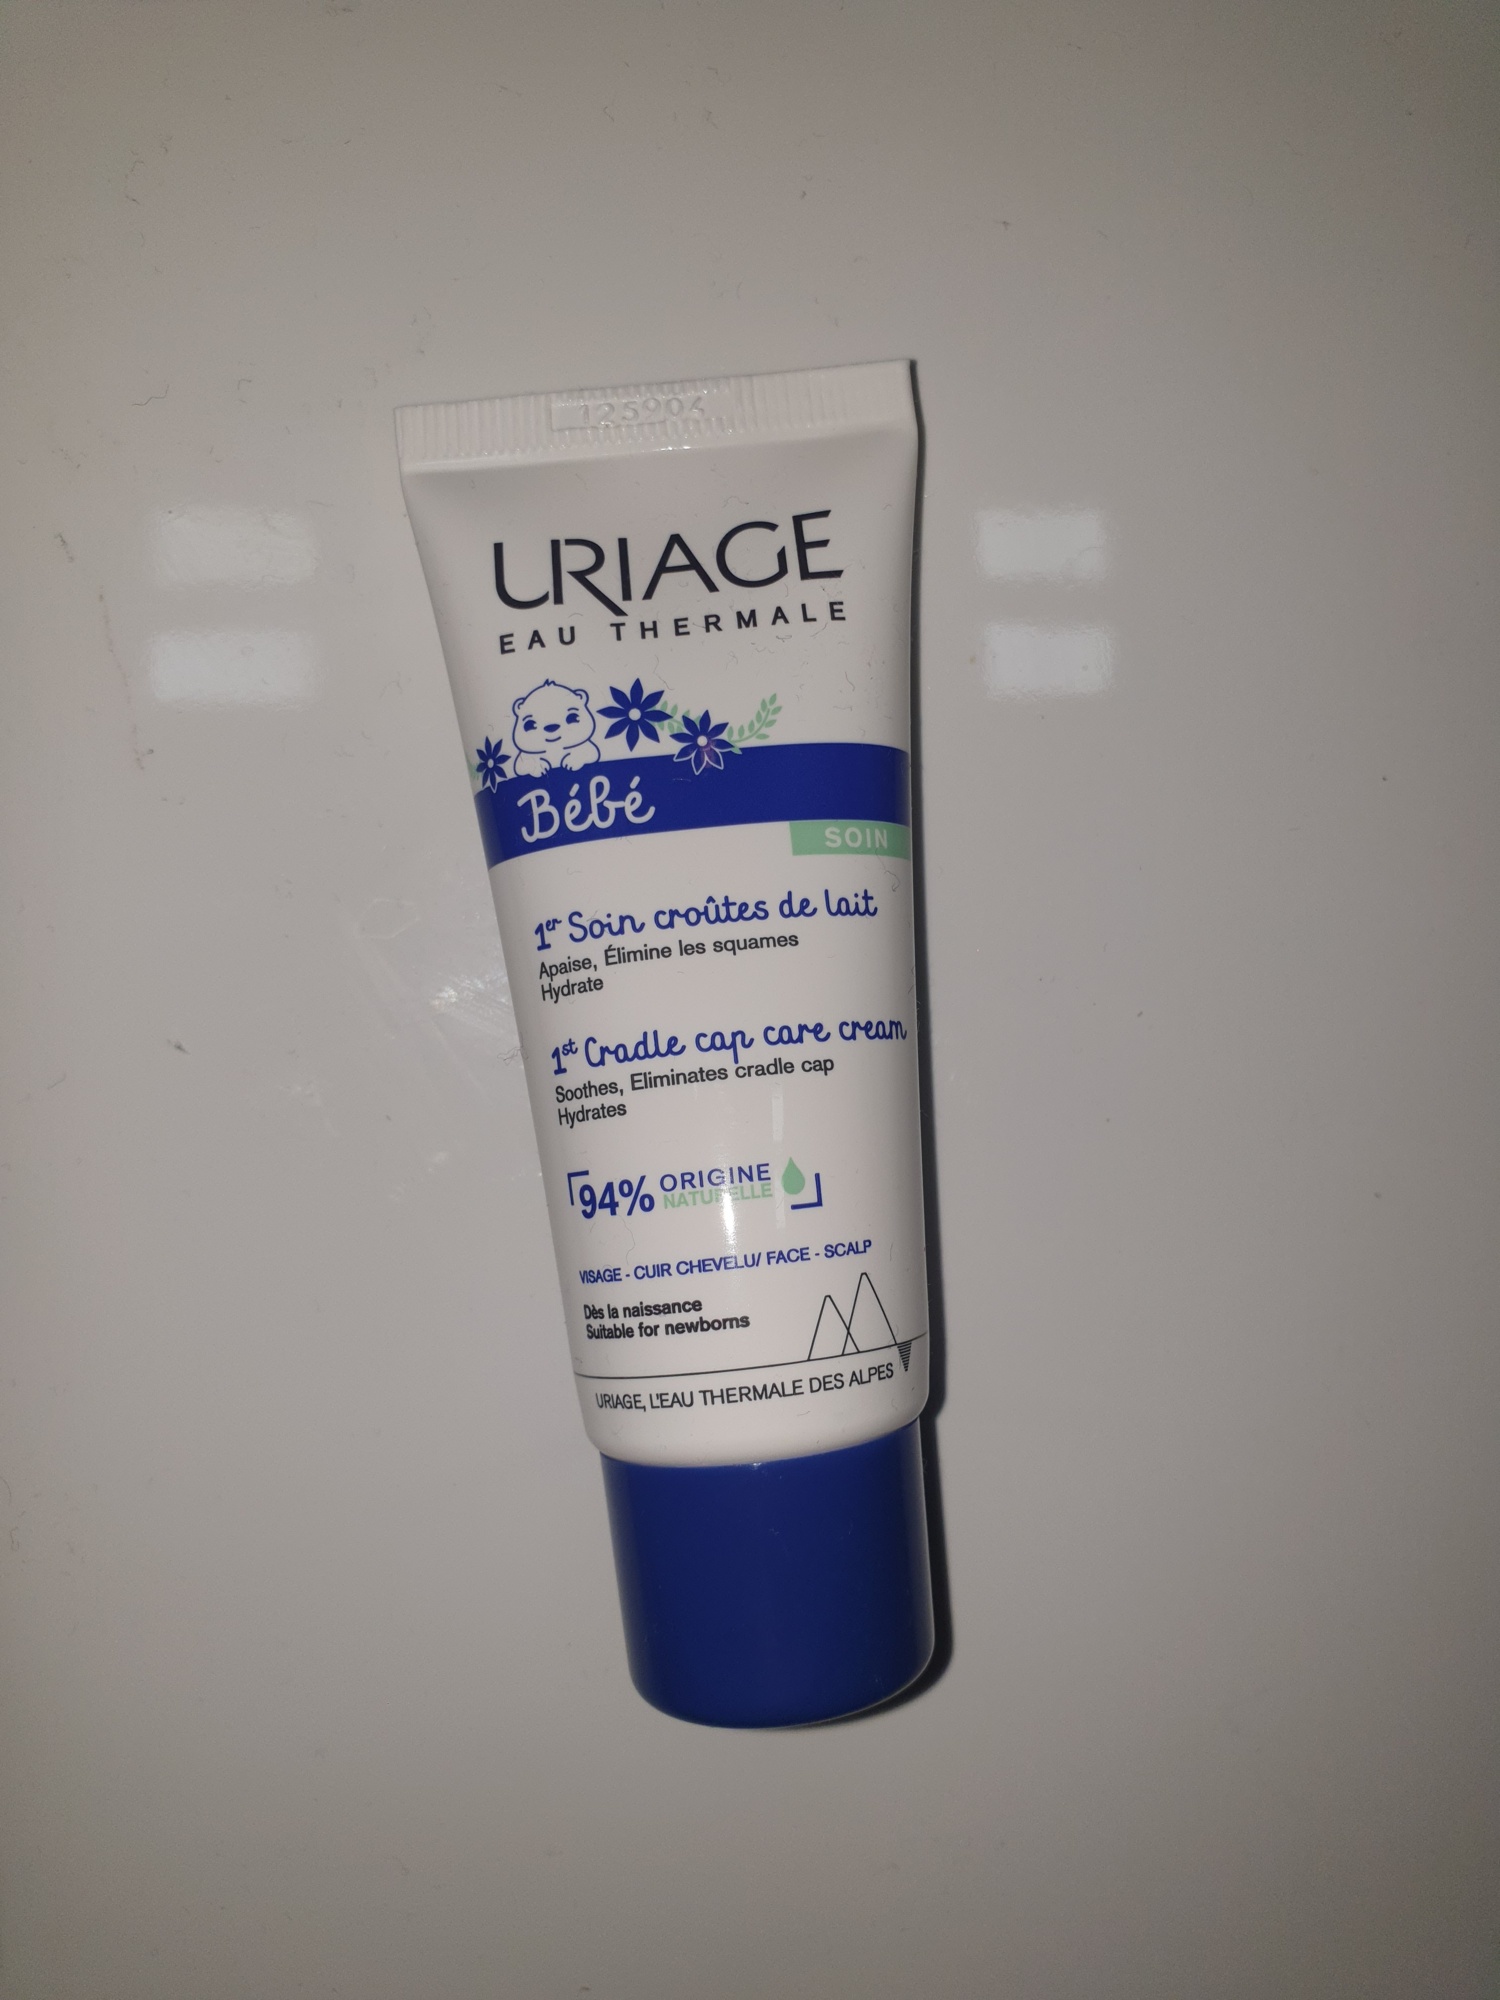 125904
URIAGE
EAU THERMALE
Bébé
SOIN
1er Soin croûtes de lait
Apaise, Élimine les squames
Hydrate
1st Cradle cap care cream
Soothes, Eliminates cradle cap
Hydrates
94% ORIGINE
NATURELLE
VISAGE - CUIR CHEVELU/ FACE - SCALP
Dès la naissance
Suitable for newborns
URIAGE, L'EAU THERMALE DES ALPES